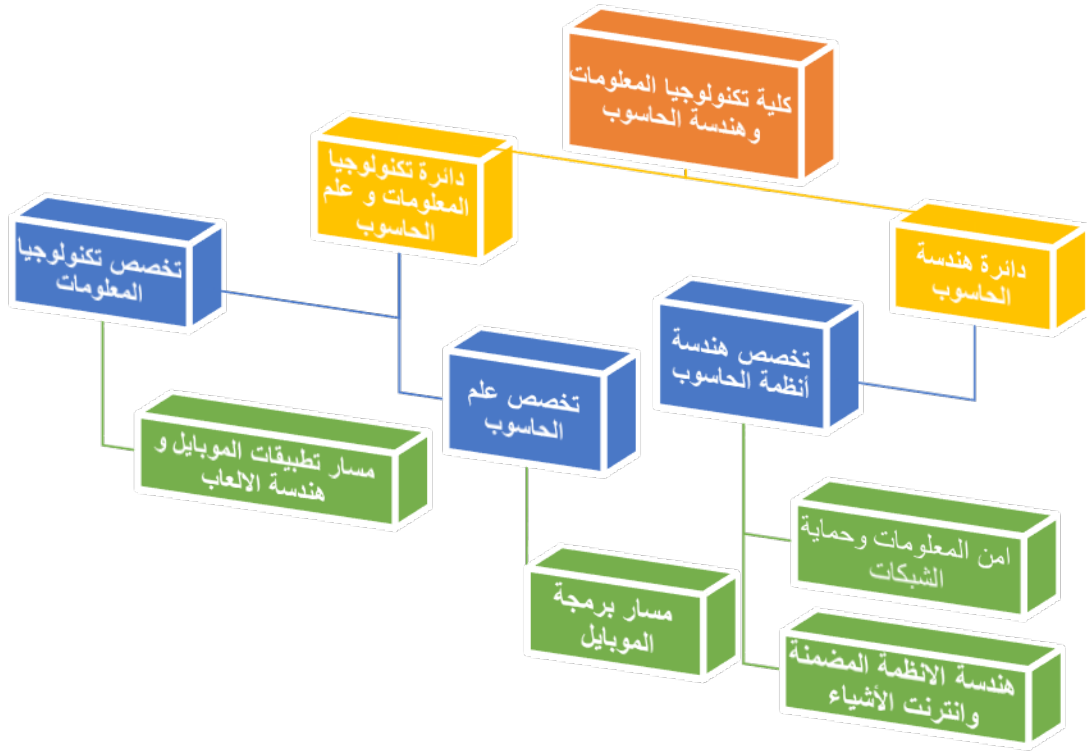 كلية تكنولوجيا المعلومات
وهندسة الحاسوب
دائرة تكنولوجيا
المعلومات و علم
الحاسوب
دائرة هندسة
الحاسوب
تخصص تكنولوجيا
المعلومات
تخصص علم
الحاسوب
تخصص هندسة
أنظمة الحاسوب
مسار تطبيقات الموبايل و
هندسة الالعاب
مسار برمجة
الموبايل
امن المعلومات وحماية
الشبكات
هندسة الانظمة المضمنة
وانترنت الأشياء